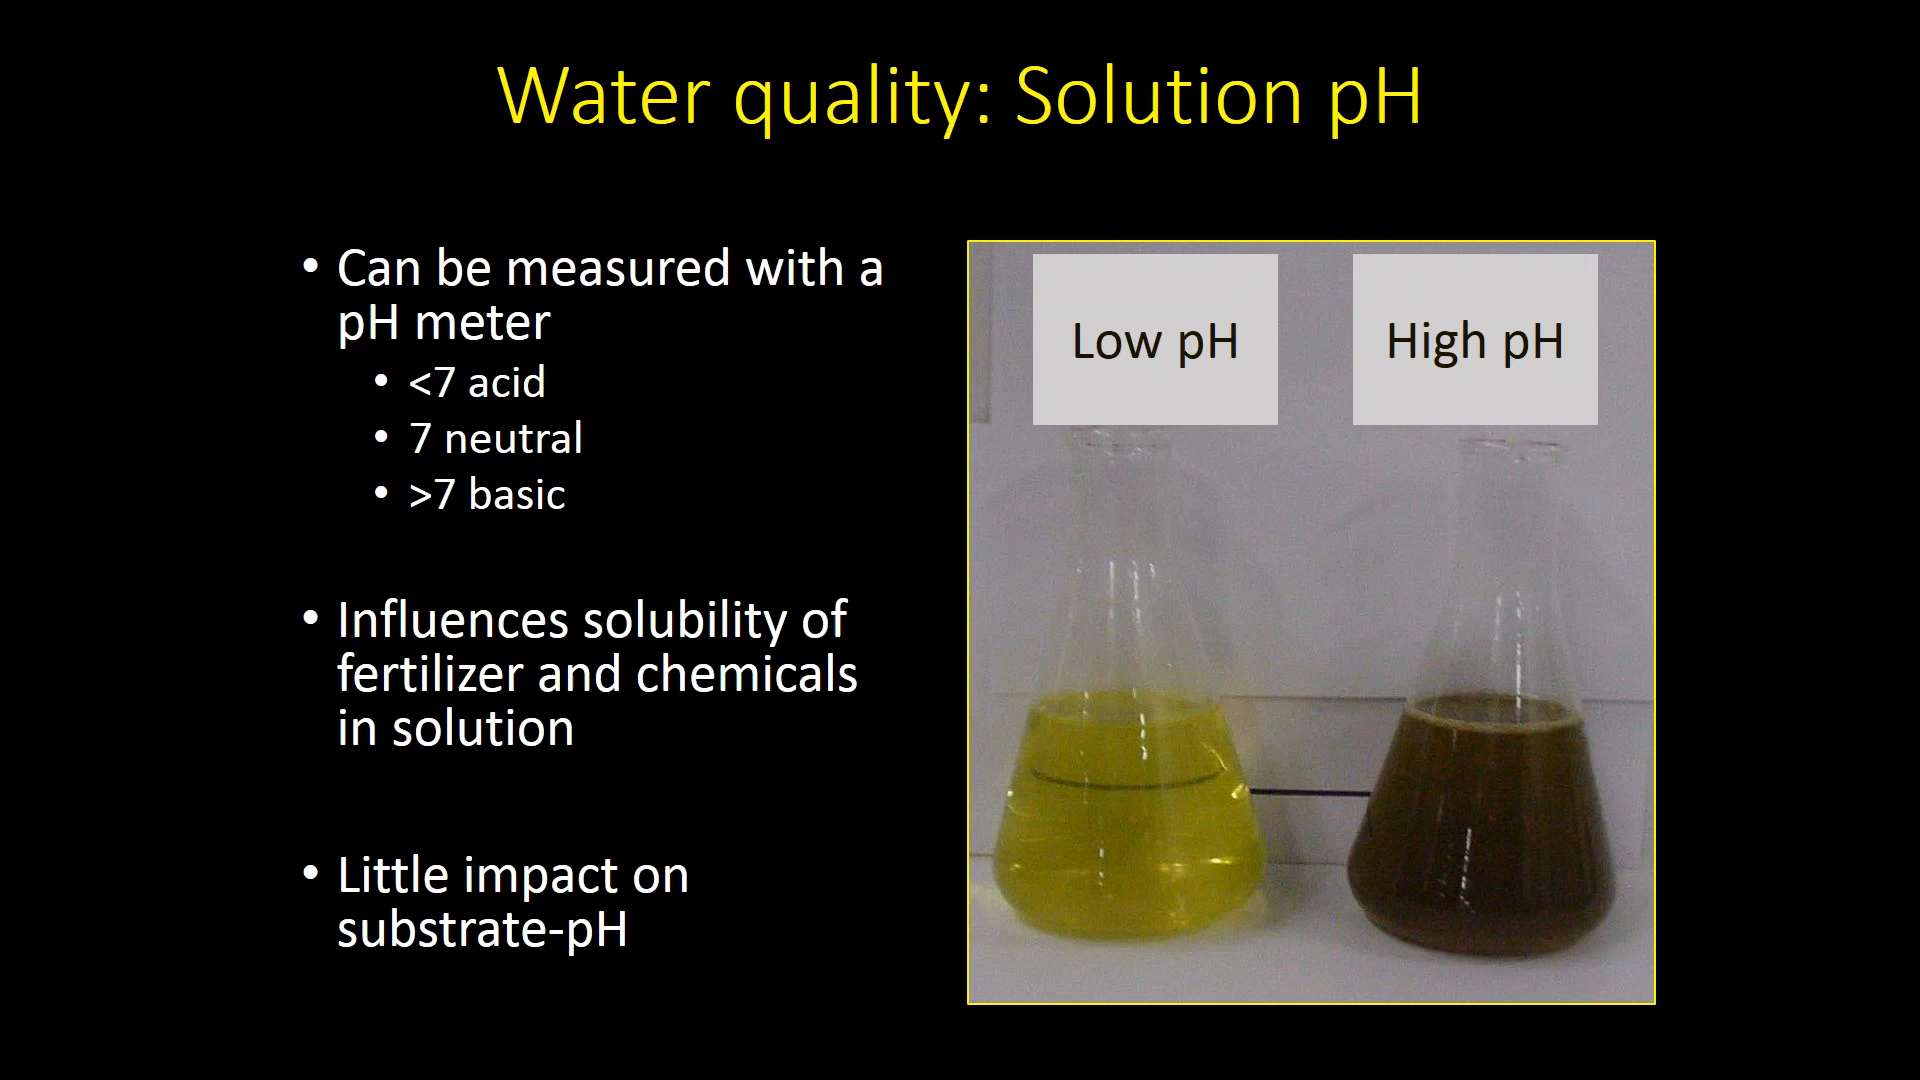 Water quality: Solution pH
• Can be measured with a
pH meter
• <7 acid
• 7 neutral
• >7 basic
• Influences solubility of
fertilizer and chemicals
in solution
• Little impact on
substrate-pH
Low pH
High pH